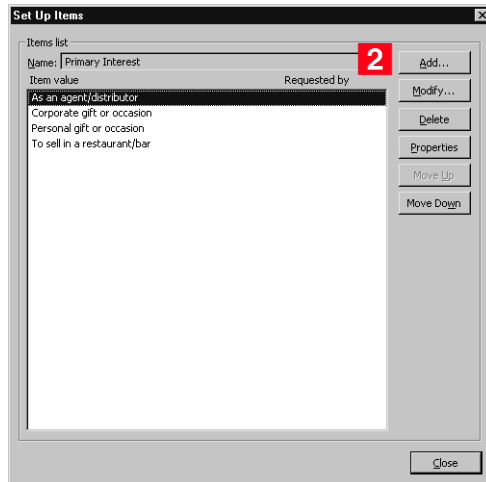 Set Up Items
Items list
Name: Primary Interest
2
Add...
Item value Requested by
As an agent/distributor
Corporate gift or occasion
Personal gift or occasion
To sell in a restaurant/bar
Modify...
Delete
Properties
Move Up
Move Down
Close